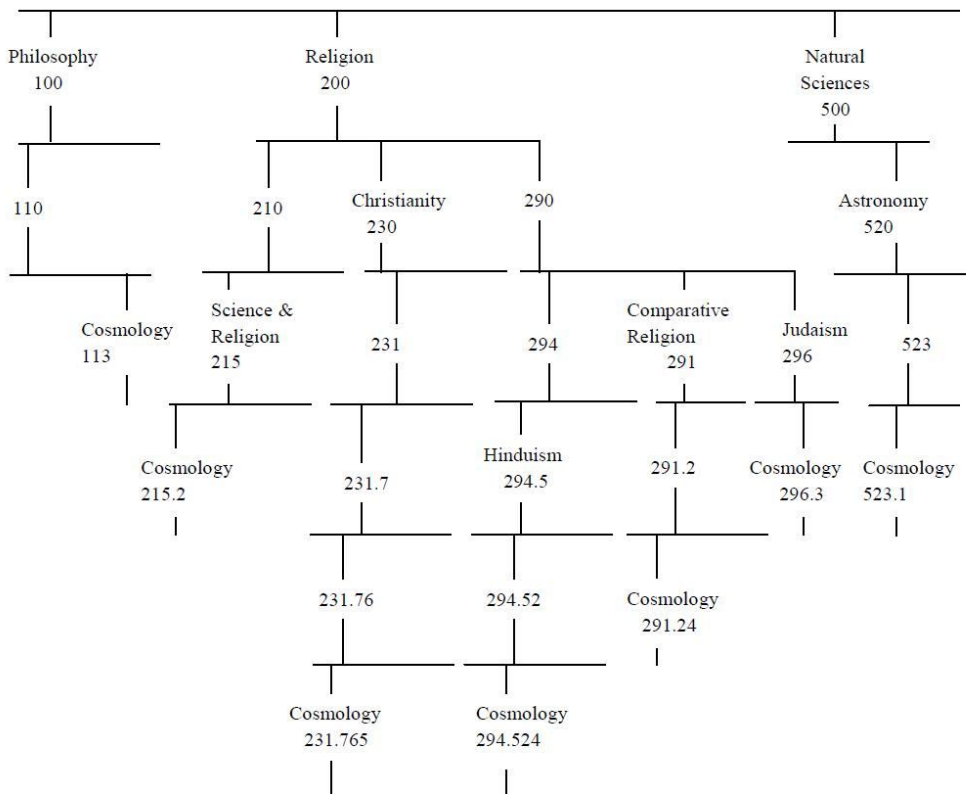 Philosophy
100
Religion
200
Natural
Sciences
500
110
210
Christianity
230
290
Astronomy
520
Cosmology
113
Science &
Religion
215
231
294
Comparative
Religion
291
Judaism
296
523
Cosmology
215.2
231.7
Hinduism
294.5
291.2
Cosmology
296.3
Cosmology
523.1
231.76
294.52
Cosmology
291.24
Cosmology
231.765
Cosmology
294.524